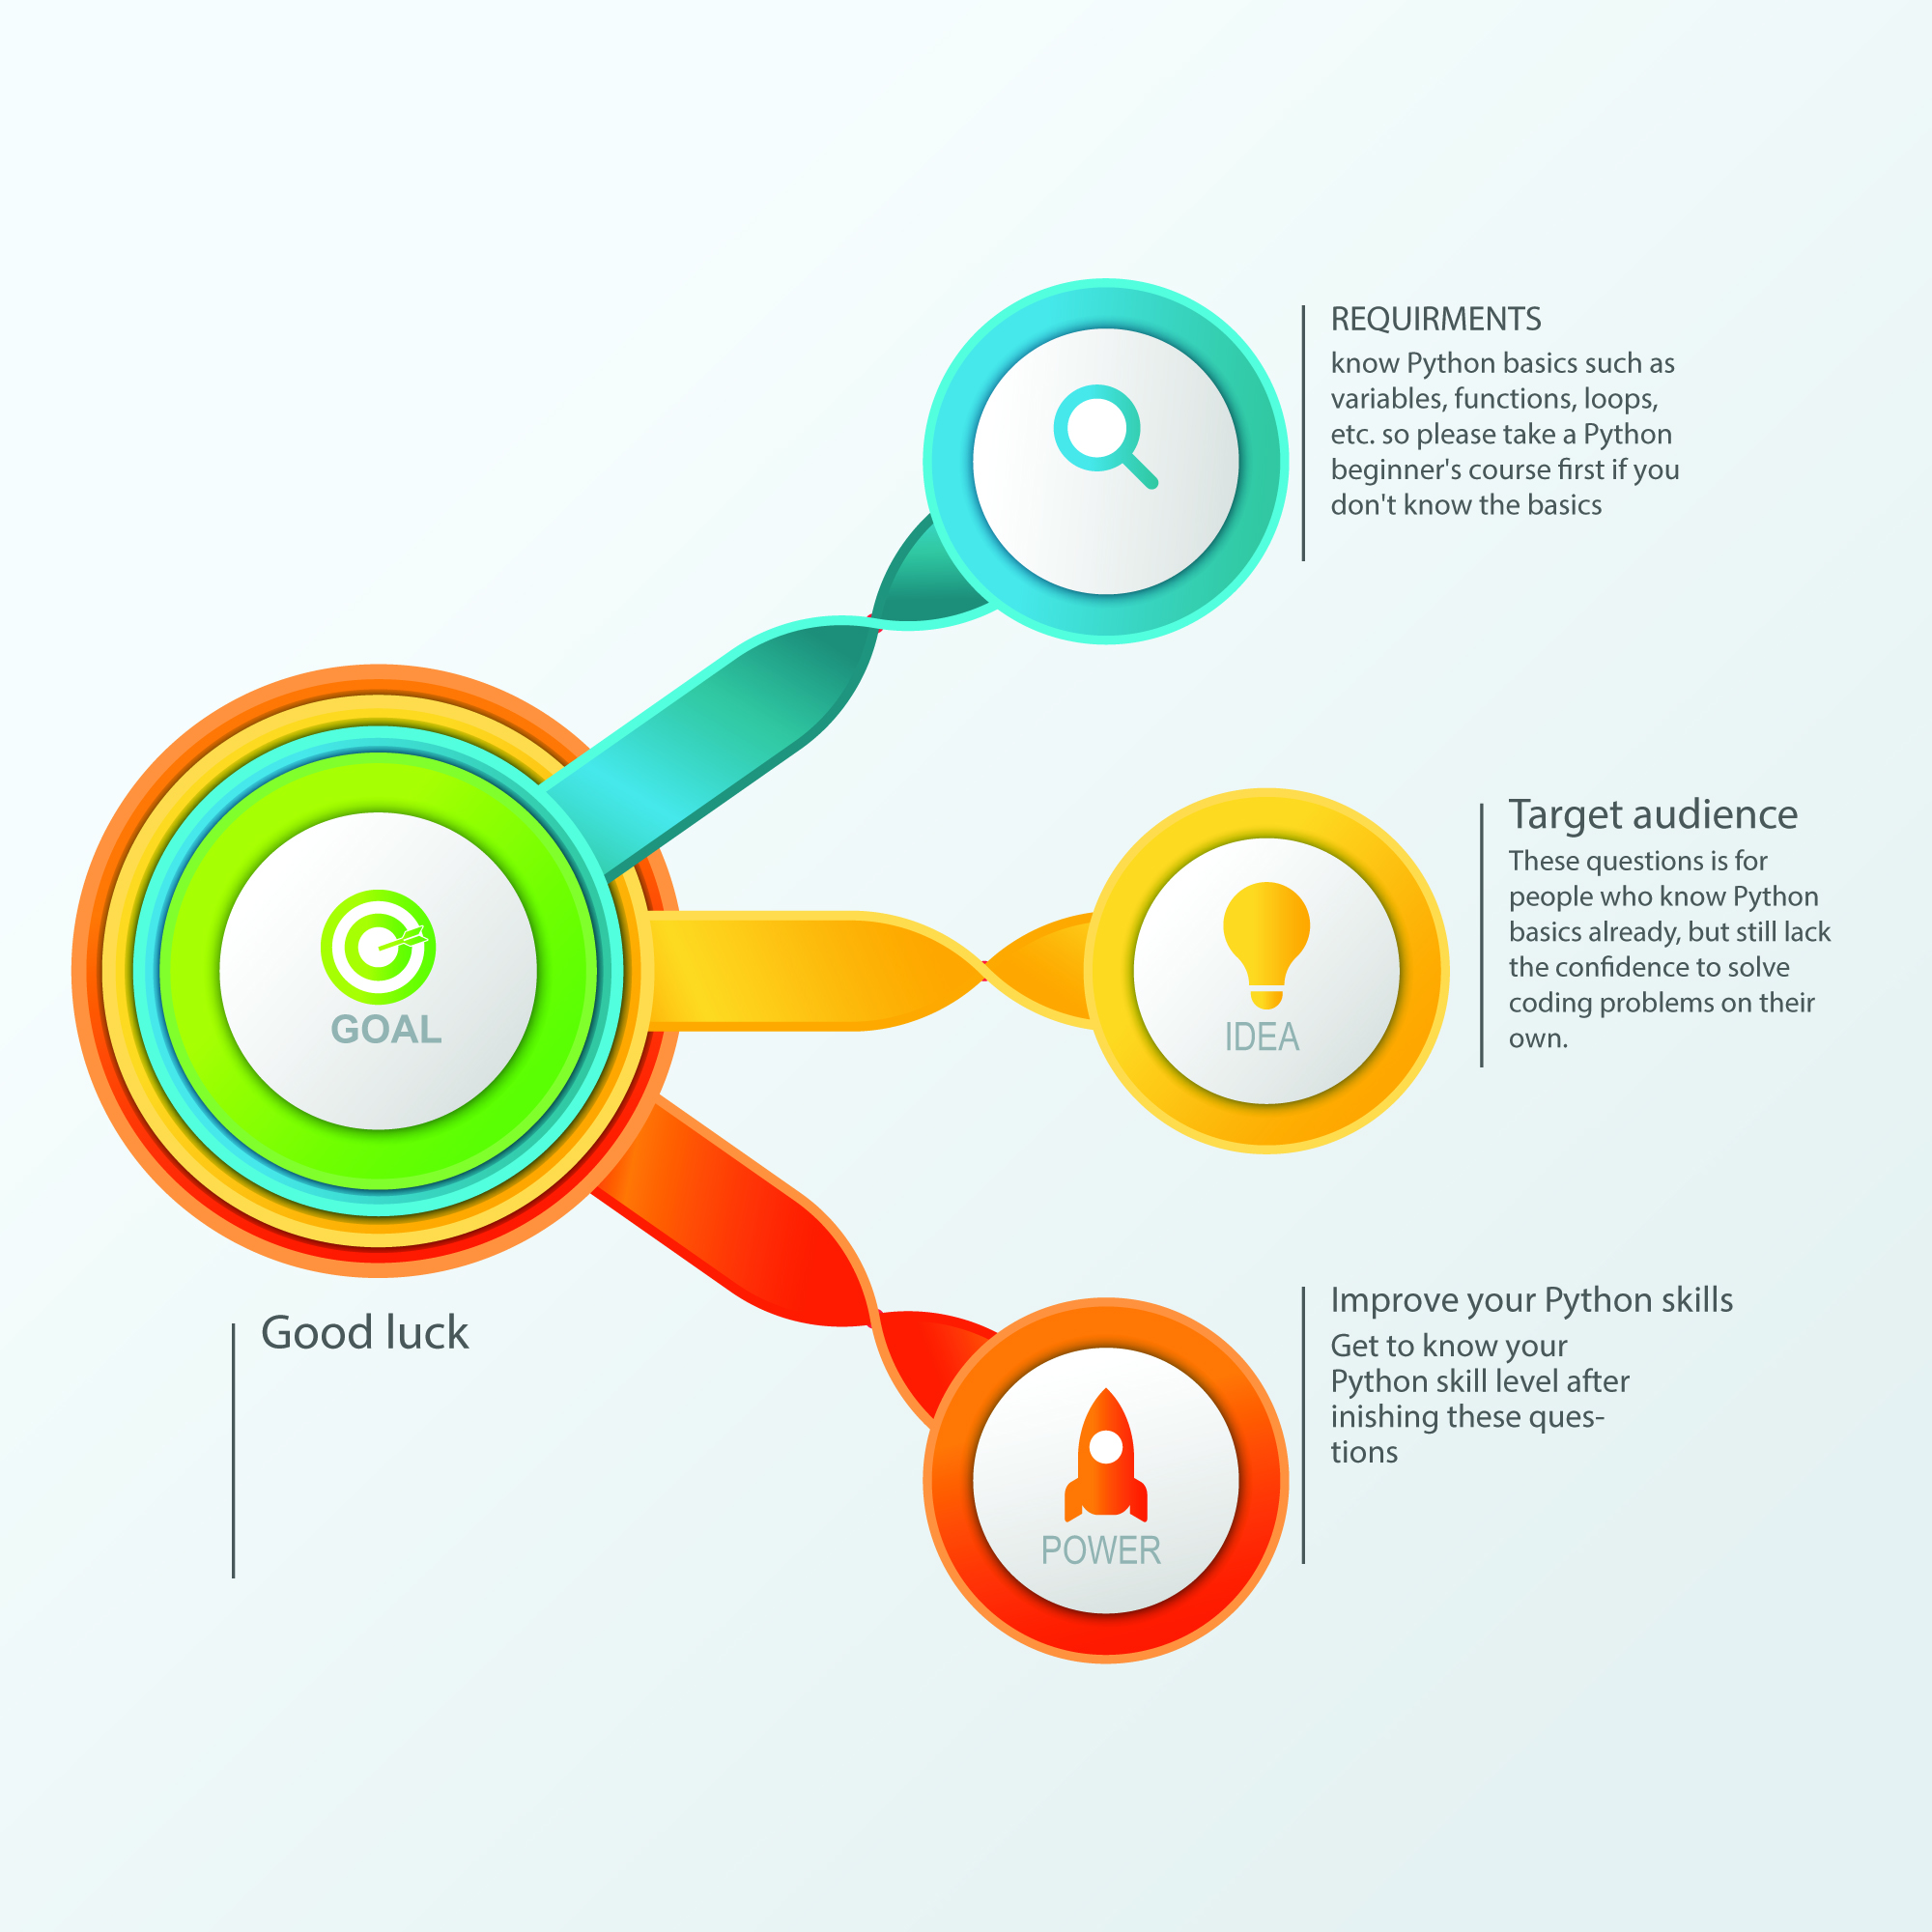 REQUIRMENTS
know Python basics such as
variables, functions, loops,
etc. so please take a Python
beginner's course first if you
don't know the basics
Target audience
These questions is for
people who know Python
basics already, but still lack
the confidence to solve
coding problems on their
own.
IDEA
GOAL
Good luck
Improve your Python skills
Get to know your
Python skill level after
inishing these ques-
tions
POWER